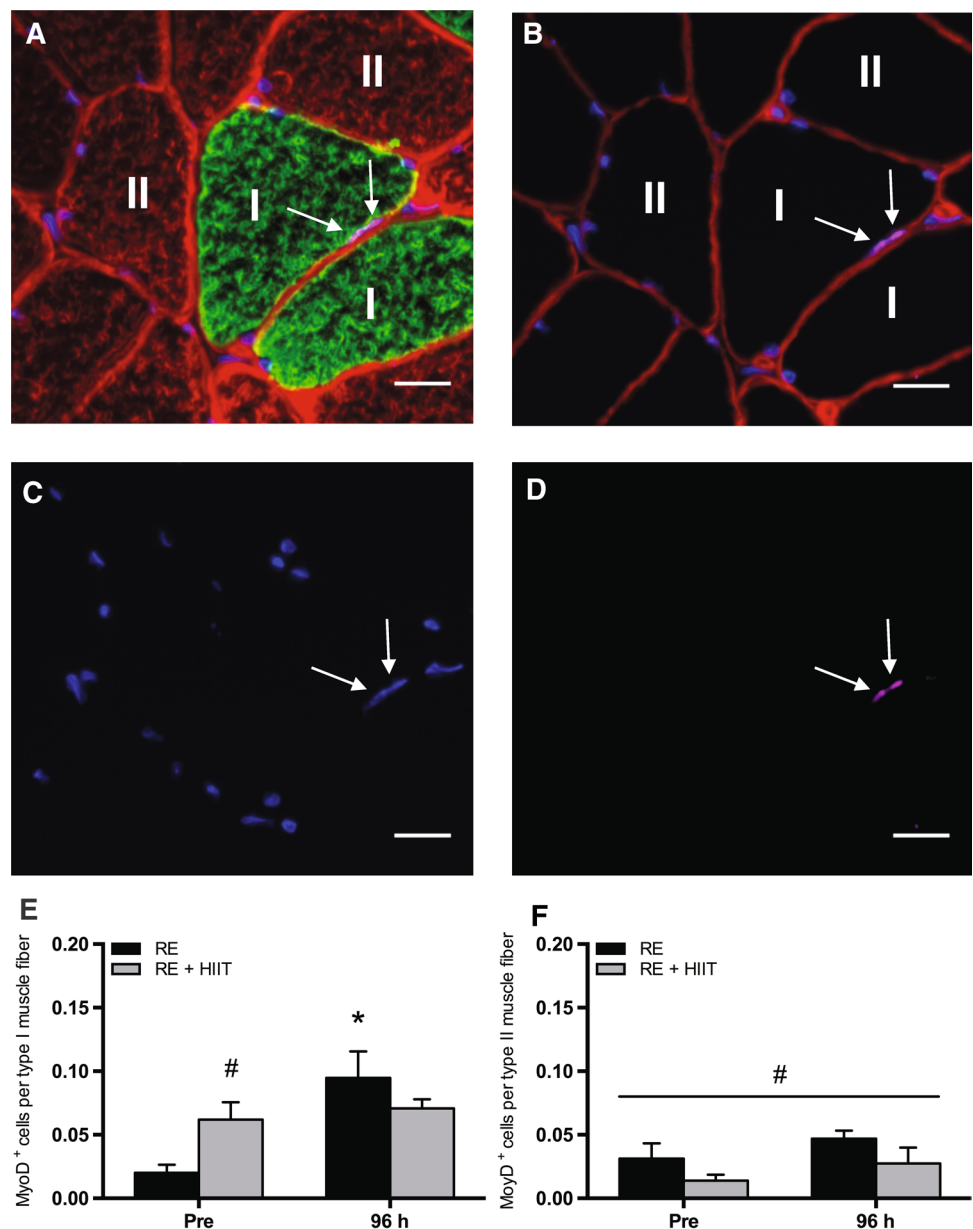 A
II
II
I
I
B
II
II
I
I
C
D
E
MyoD + cells per type I muscle fiber
0.20
0.15
0.10
0.05
0.00
RE
RE + HIIT
#
*
Pre
96 h
F
MoyD + cells per type II muscle fiber
0.20
0.15
0.10
0.05
0.00
RE
RE + HIIT
#
Pre
96 h